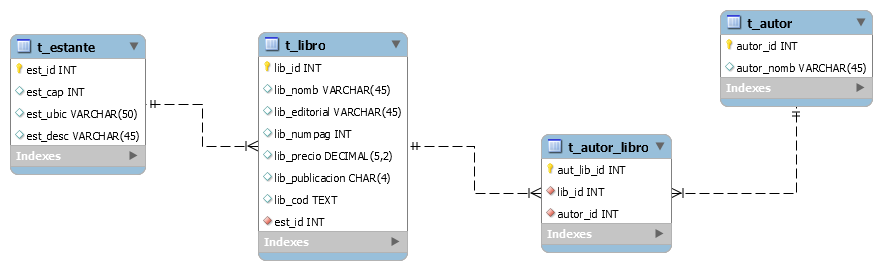 t_estante
est_id INT
est_cap INT
est_ubic VARCHAR(50)
est_desc VARCHAR(45)
Indexes
t_libro
lib_id INT
lib_nomb VARCHAR(45)
lib_editorial VARCHAR(45)
lib_numpag INT
lib_precio DECIMAL(5,2)
lib_publicacion CHAR(4)
lib_cod TEXT
est_id INT
Indexes
t_autor_libro
aut_lib_id INT
lib_id INT
autor_id INT
Indexes
t_autor
autor_id INT
autor_nomb VARCHAR(45)
Indexes